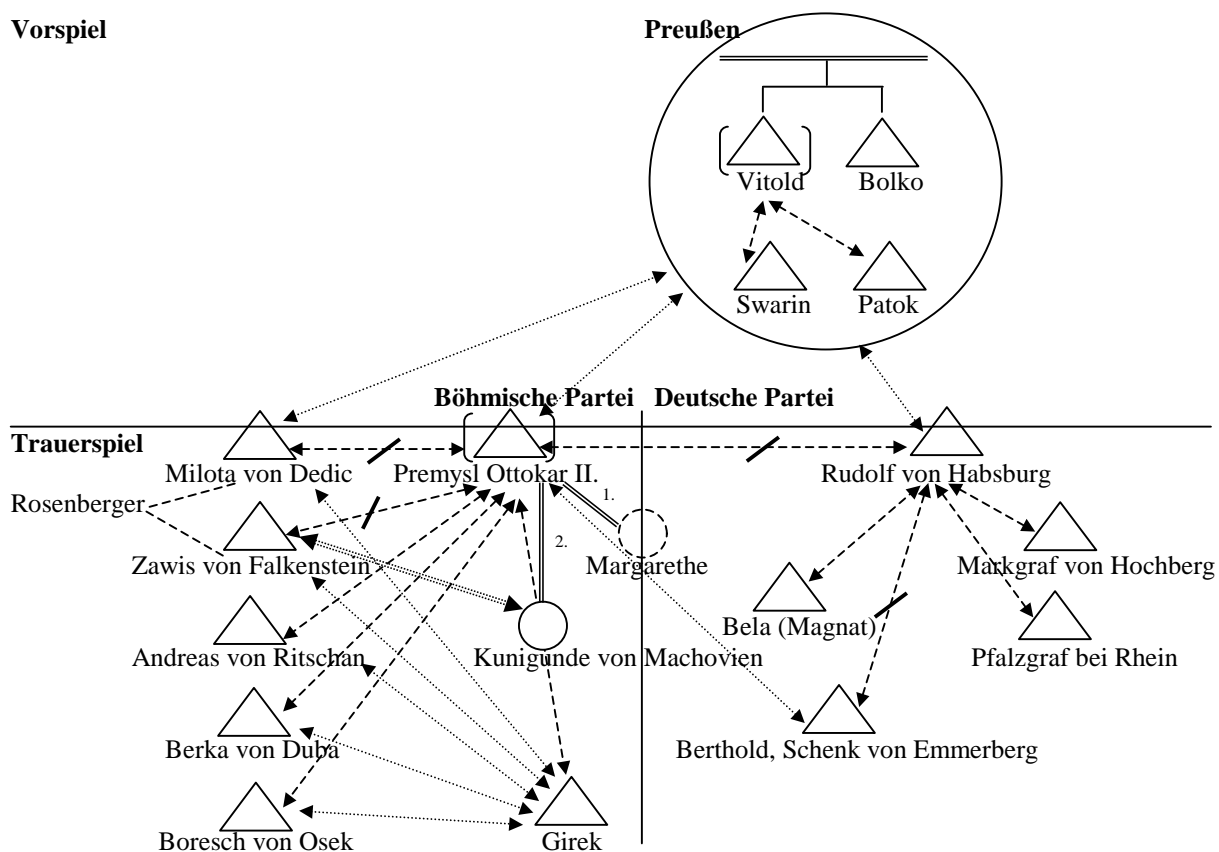 Vorspiel
Preußen
Vitold
Bolko
Swarin
Patok
Böhmische Partei
Deutsche Partei
Trauerspiel
Milota von Dedic
Premysl Ottokar II.
Rudolf von Habsburg
Rosenberger
1.
2.
Zawis von Falkenstein
Margarethe
Markgraf von Hochberg
Bela (Magnat)
Andreas von Ritschan
Kunigunde von Machovien
Pfalzgraf bei Rhein
Berka von Duba
Berthold, Schenk von Emmerberg
Boresch von Osek
Girek